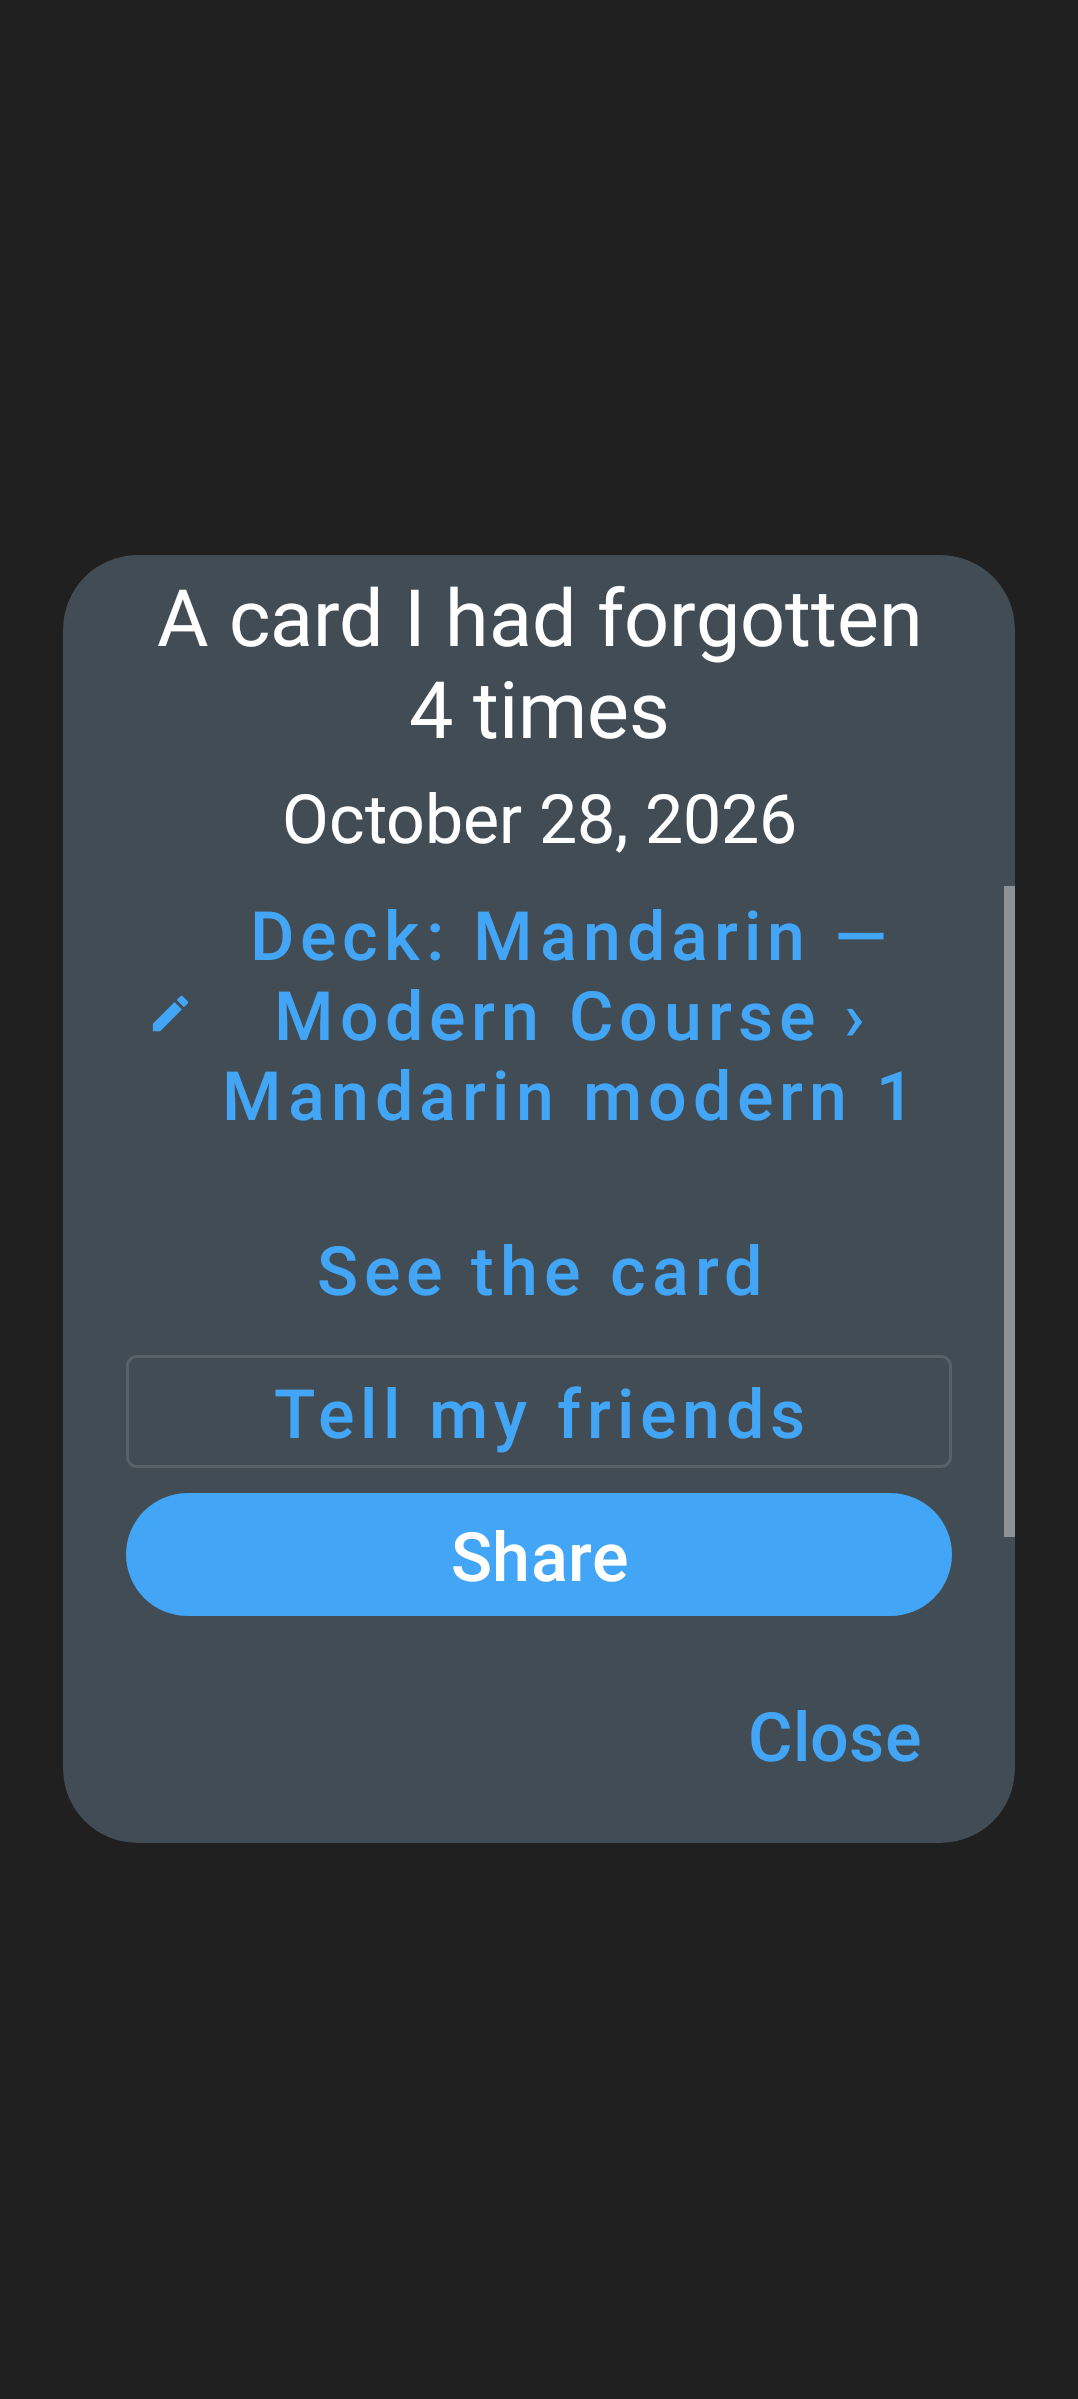 A card I had forgotten
4 times
October 28, 2026
Deck: Mandarin —
Modern Course ›
Mandarin modern 1
See the card
Tell my friends
Share
Close